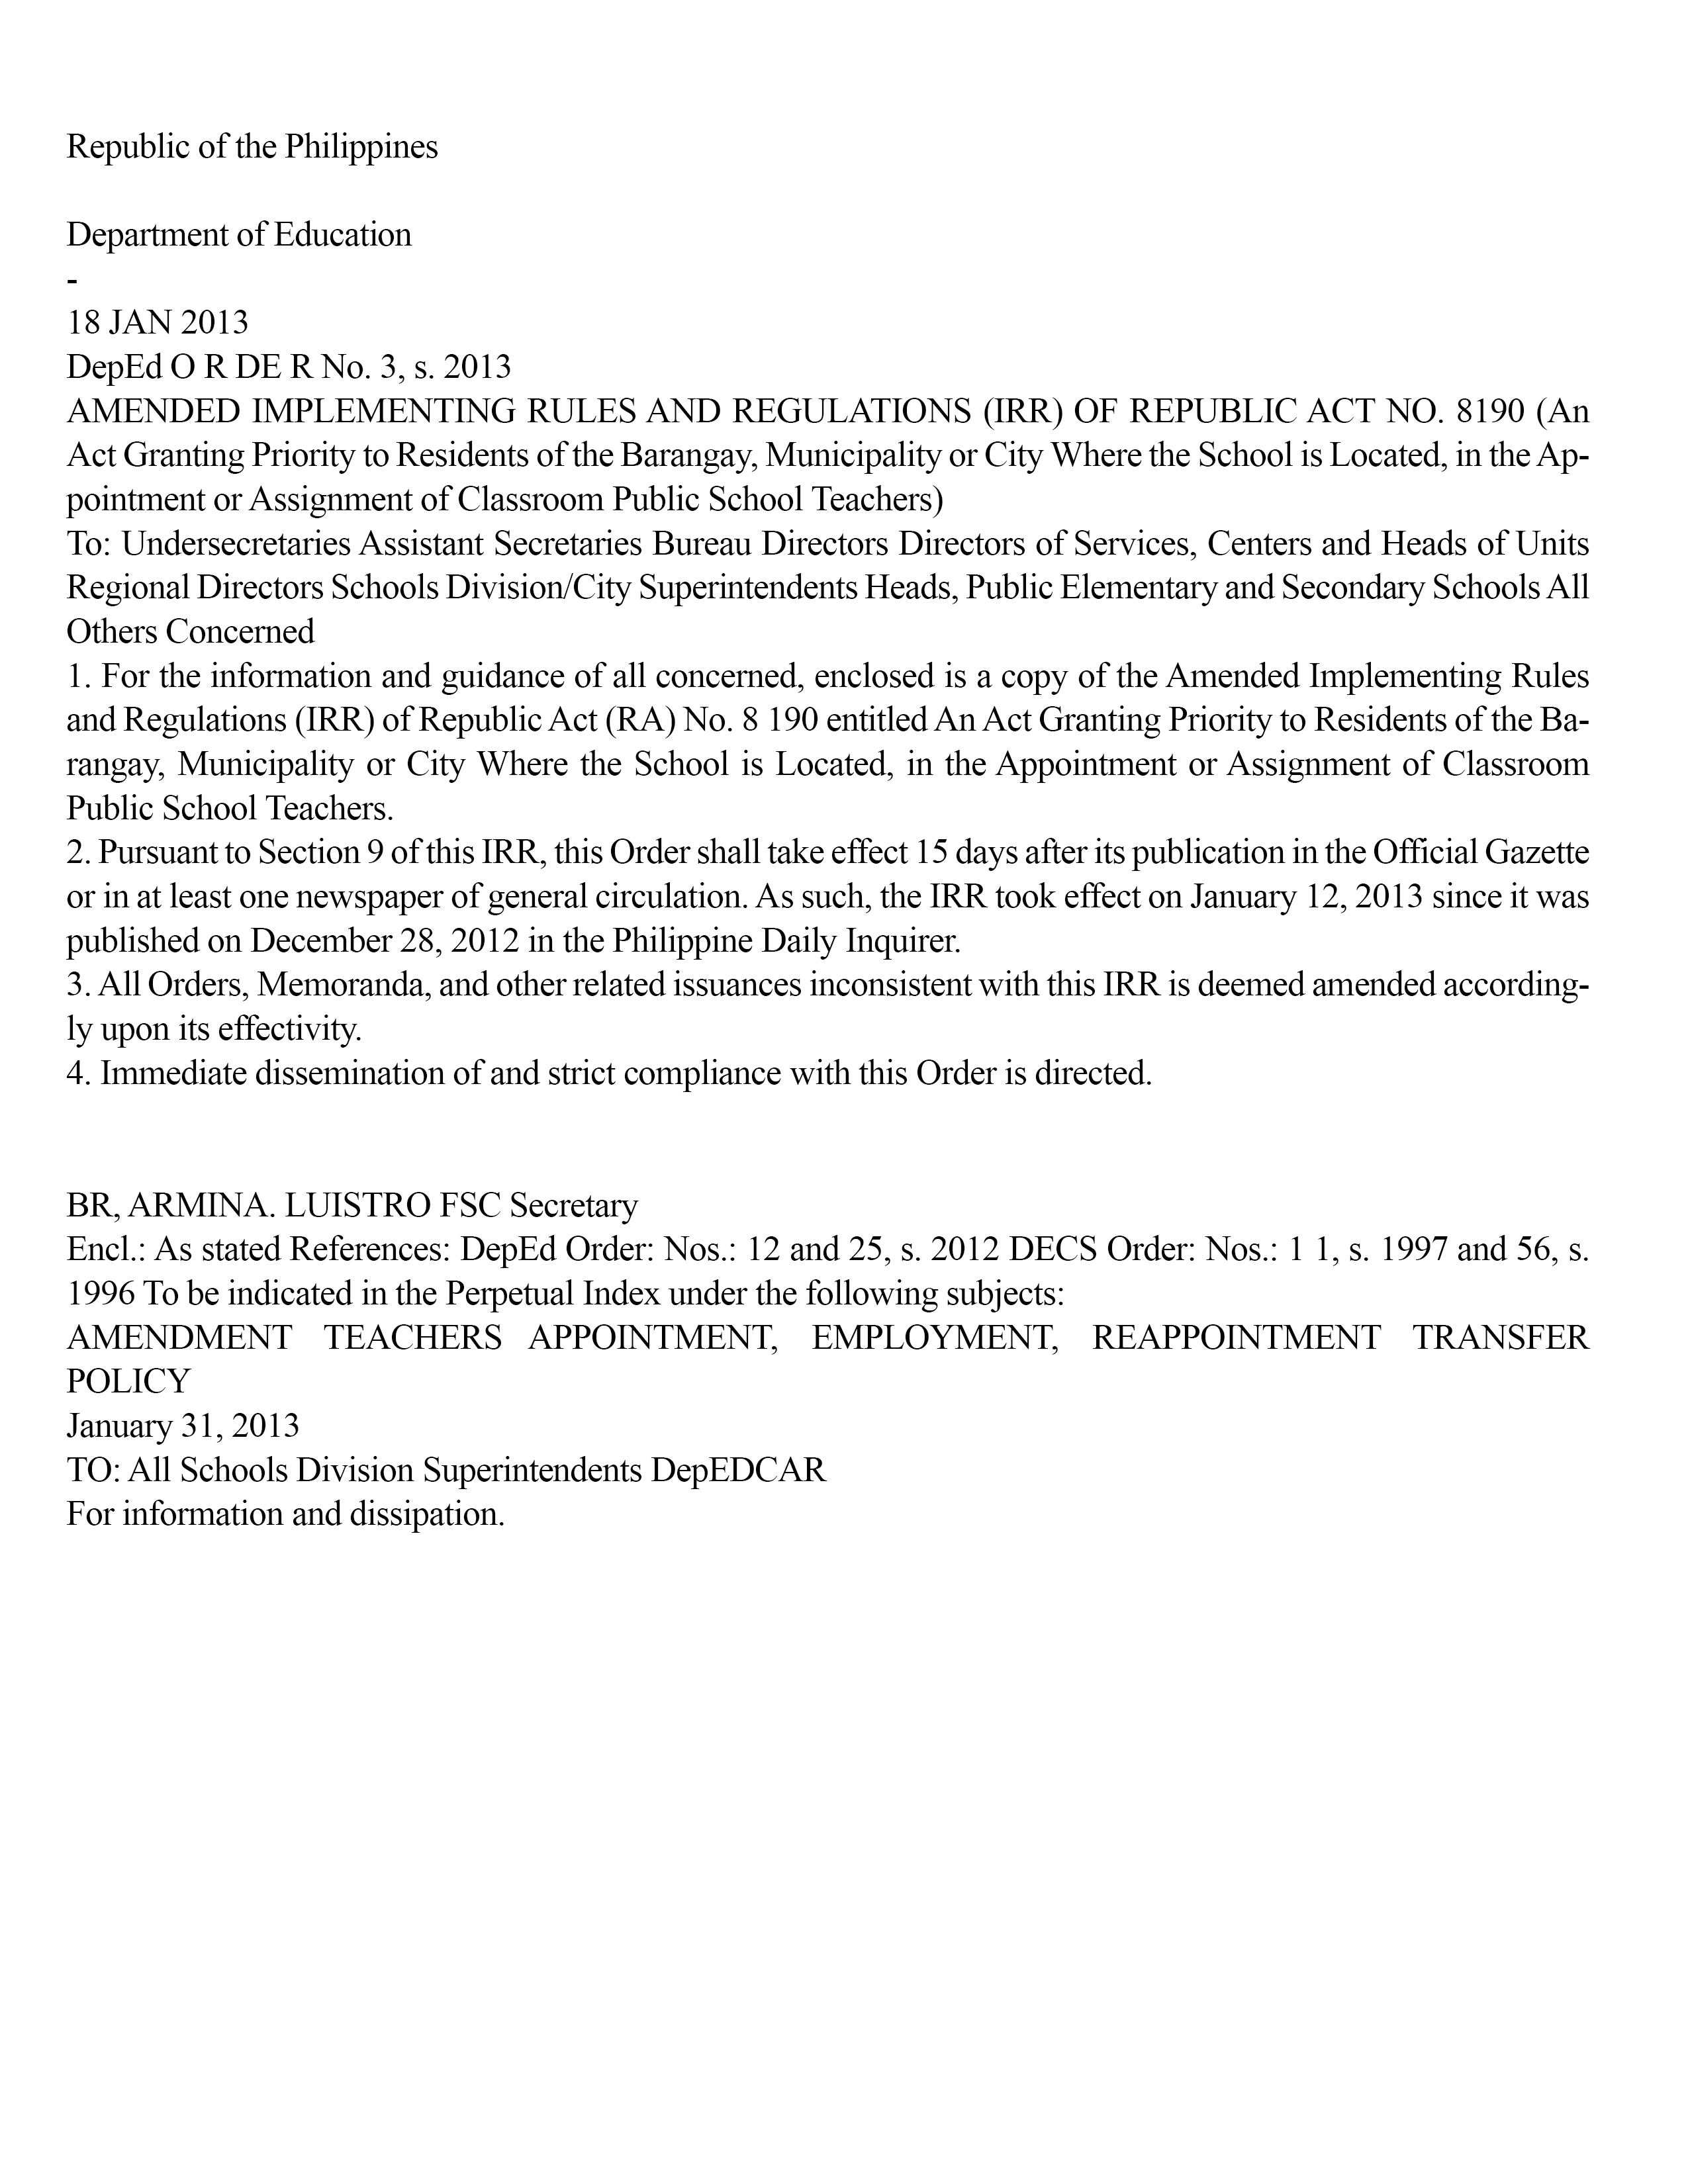 Republic of the Philippines
Department of Education
-
18 JAN 2013
DepEd O R DE R No. 3, s. 2013
AMENDED IMPLEMENTING RULES AND REGULATIONS (IRR) OF REPUBLIC ACT NO. 8190 (An
Act Granting Priority to Residents of the Barangay, Municipality or City Where the School is Located, in the Ap-
pointment or Assignment of Classroom Public School Teachers)
To: Undersecretaries Assistant Secretaries Bureau Directors Directors of Services, Centers and Heads of Units
Regional Directors Schools Division/City Superintendents Heads, Public Elementary and Secondary Schools All
Others Concerned
1. For the information and guidance of all concerned, enclosed is a copy of the Amended Implementing Rules
and Regulations (IRR) of Republic Act (RA) No. 8 190 entitled An Act Granting Priority to Residents of the Ba-
rangay, Municipality or City Where the School is Located, in the Appointment or Assignment of Classroom
Public School Teachers.
2. Pursuant to Section 9 of this IRR, this Order shall take effect 15 days after its publication in the Official Gazette
or in at least one newspaper of general circulation. As such, the IRR took effect on January 12, 2013 since it was
published on December 28, 2012 in the Philippine Daily Inquirer.
3. All Orders, Memoranda, and other related issuances inconsistent with this IRR is deemed amended according-
ly upon its effectivity.
4. Immediate dissemination of and strict compliance with this Order is directed.
BR, ARMINA. LUISTRO FSC Secretary
Encl.: As stated References: DepEd Order: Nos.: 12 and 25, s. 2012 DECS Order: Nos.: 1 1, s. 1997 and 56, s.
1996 To be indicated in the Perpetual Index under the following subjects:
AMENDMENT TEACHERS APPOINTMENT, EMPLOYMENT, REAPPOINTMENT TRANSFER
POLICY
January 31, 2013
TO: All Schools Division Superintendents DepEDCAR
For information and dissipation.